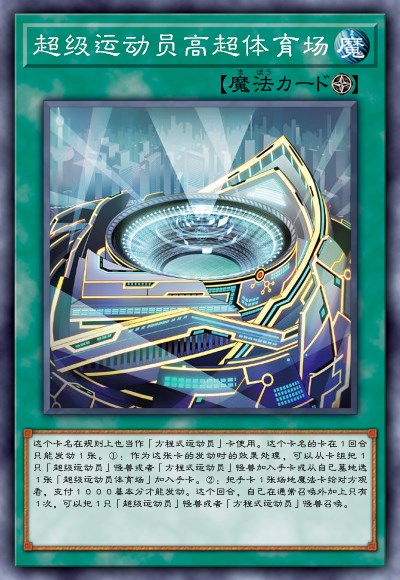 超级运动员高超体育场
魔
【魔法カード】
まほう
这个卡名在规则上也当作「方程式运动员」卡使用。这个卡名的卡在1回合
只能发动1张。①：作为这张卡的发动时的效果处理，可以从卡组把1
只「超级运动员」怪兽或者「方程式运动员」怪兽加入手卡或从自己墓地选
1张「超级运动员体育场」加入手卡。②：把手卡1张场地魔法卡给对方观
看，支付1000基本分才能发动。这个回合，自己在通常召唤外加上只有
1次，可以把1只「超级运动员」怪兽或者「方程式运动员」怪兽召唤。